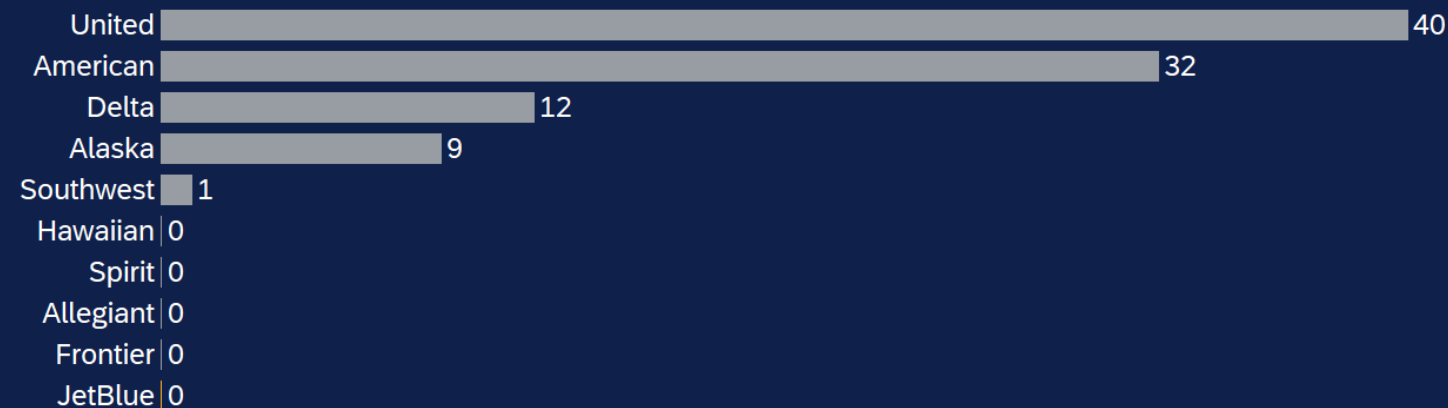 United 40
American 32
Delta 12
Alaska 9
Southwest 1
Hawaiian 0
Spirit 0
Allegiant 0
Frontier 0
JetBlue 0